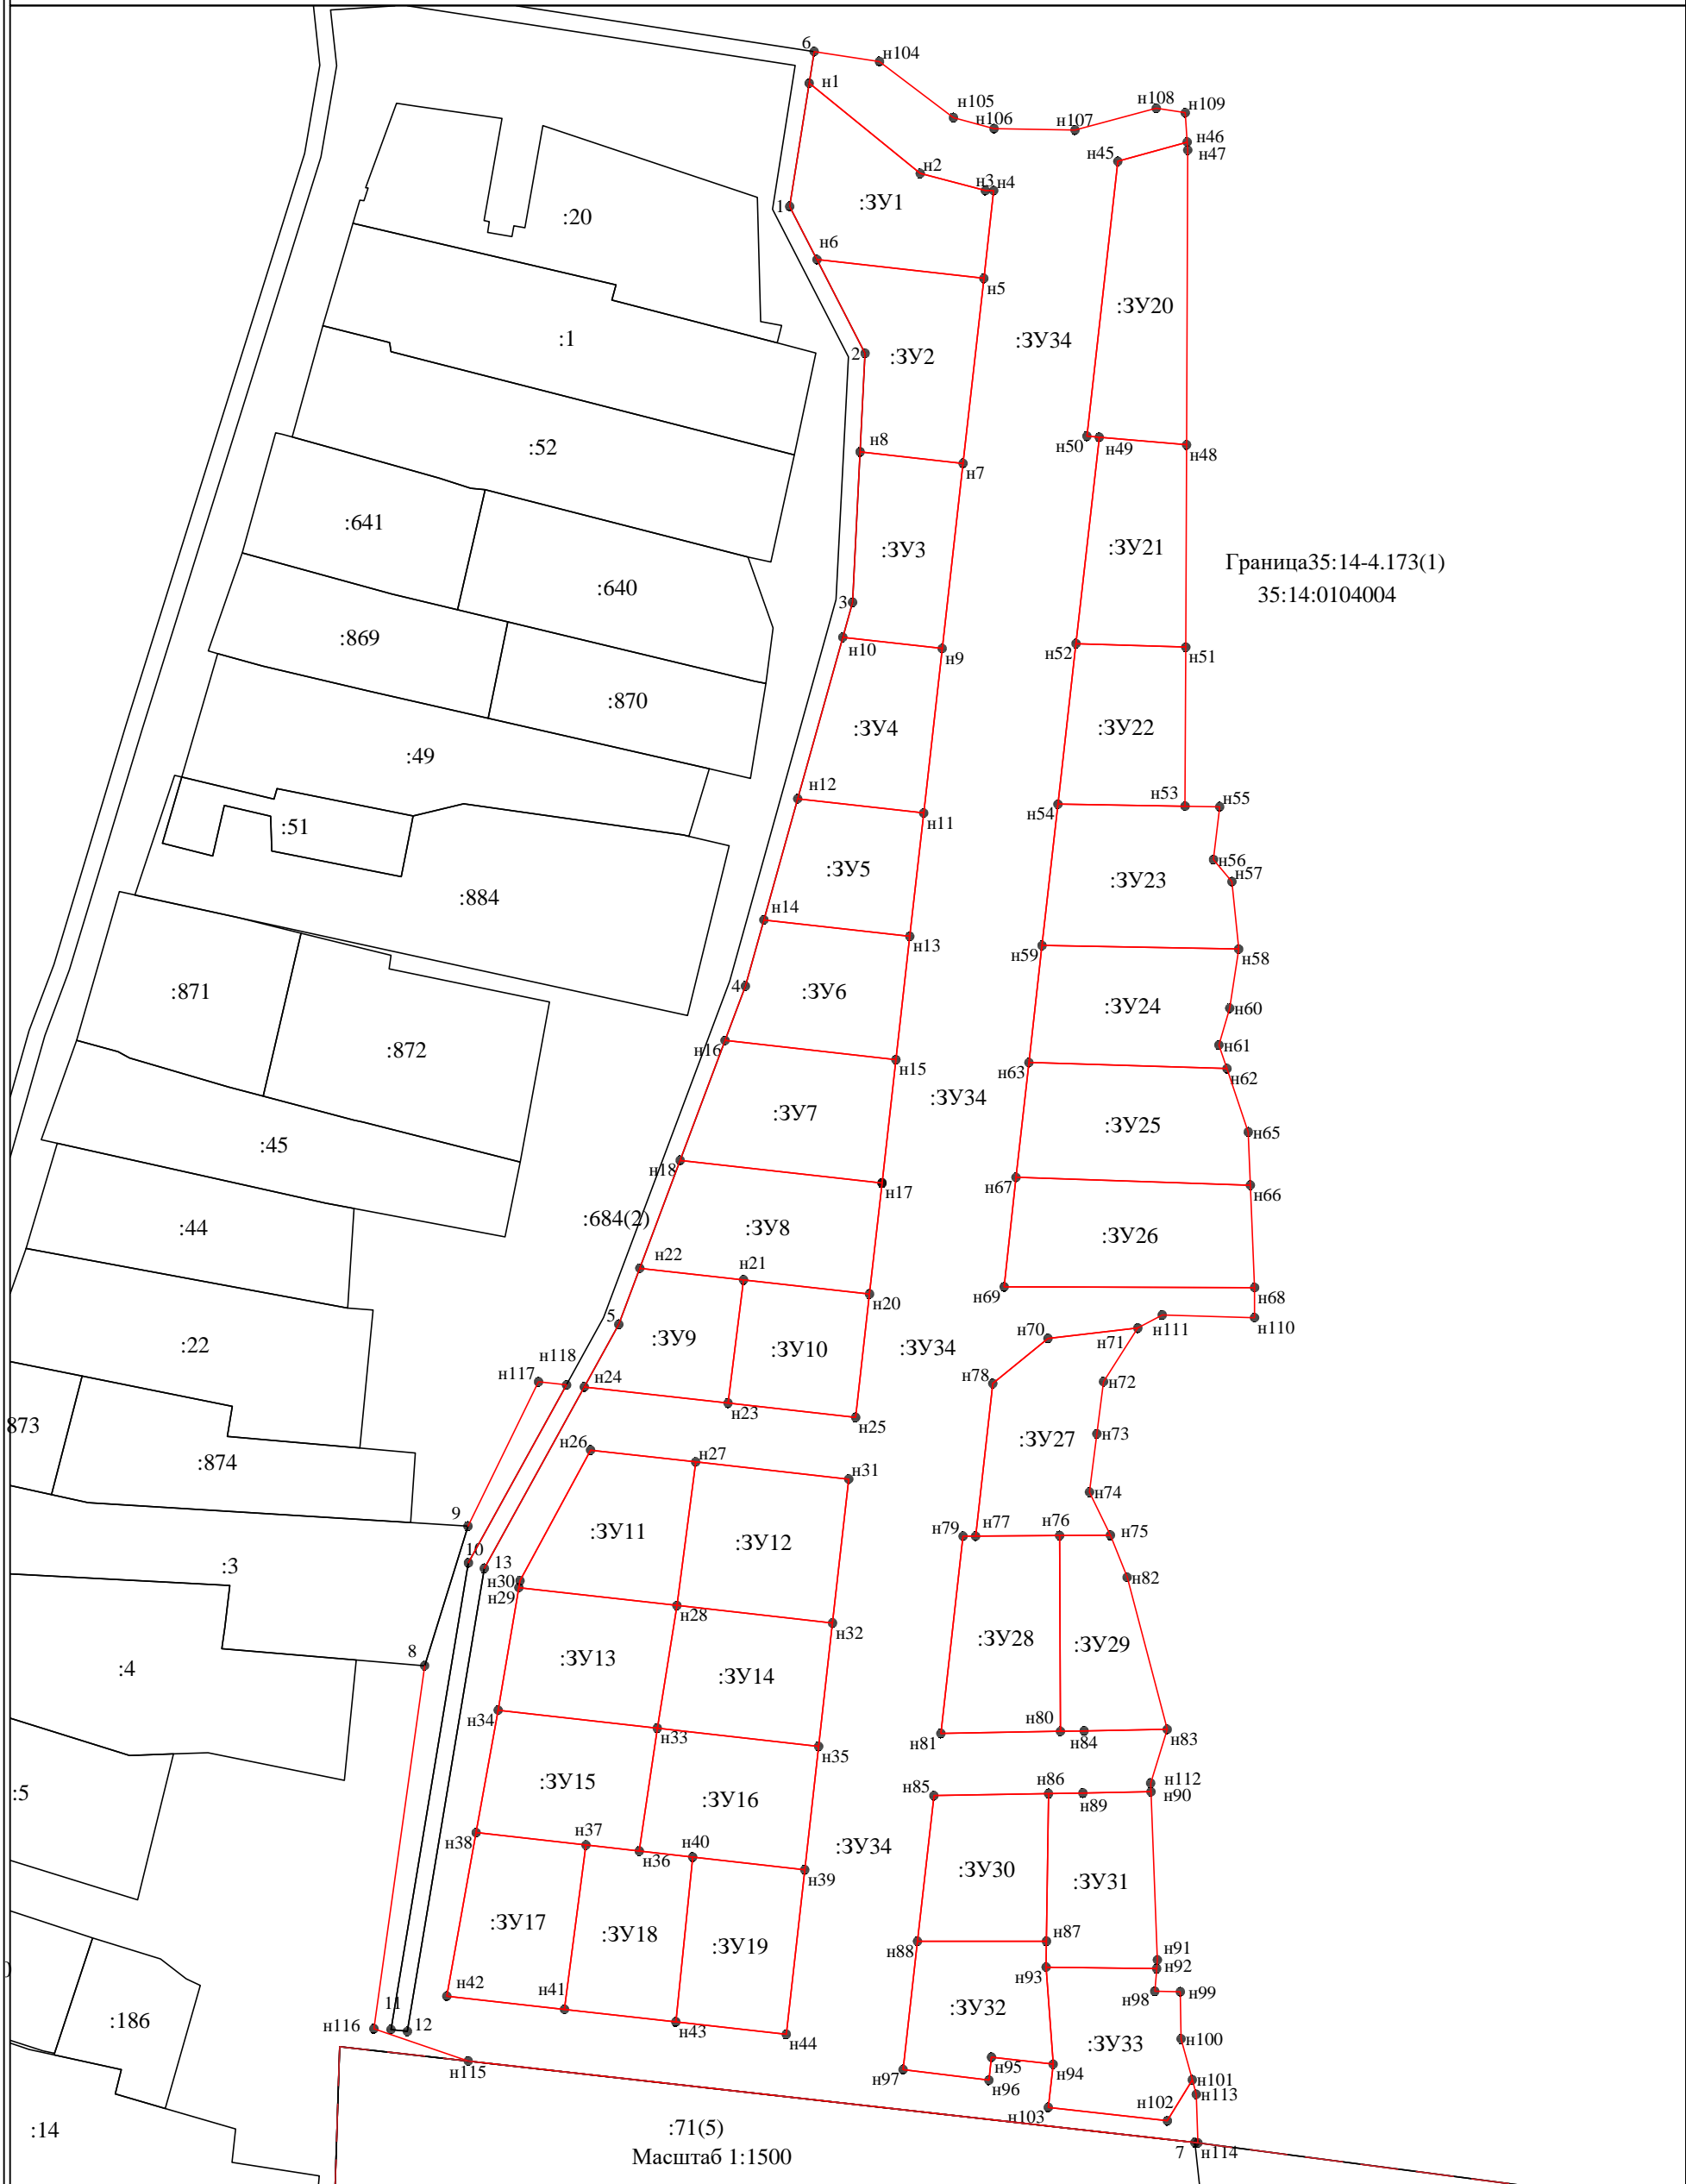 6
н104
н1
н105
н106
н107
н108
н109
н46
н47
н45
н2
н3
н4
:ЗУ1
1
:20
н6
н5
:ЗУ20
:1
:ЗУ34
2
:ЗУ2
н8
н7
н50
н49
н48
:52
:641
:ЗУ3
:ЗУ21
Граница35:14-4.173(1)
:640
35:14:0104004
3
:869
н10
н9
н52
н51
:870
:ЗУ4
:ЗУ22
:49
н12
н11
н54
н53
н55
:51
:ЗУ5
н56
н57
:ЗУ23
:884
н14
н13
н59
н58
4
:871
:ЗУ6
:ЗУ24
н60
н16
:872
н61
н15
н63
н62
:ЗУ34
:ЗУ7
:ЗУ25
н65
:45
н18
н17
н67
н66
:684(2)
:44
:ЗУ8
:ЗУ26
н22
н21
н20
н69
н68
5
:22
:ЗУ9
:ЗУ10
:ЗУ34
н70
н71
н111
н110
н117
н118
н24
н78
н72
н23
н25
873
н26
н27
н31
:874
:ЗУ27
н73
н74
9
:ЗУ11
:ЗУ12
н79
н77
н76
н75
10
13
:3
н30
н29
н82
н28
н32
8
:4
:ЗУ13
:ЗУ14
:ЗУ28
:ЗУ29
н34
н33
н35
н81
н80
н84
н83
:5
:ЗУ15
:ЗУ16
н85
н86
н89
н112
н90
н38
н37
н36
н40
н39
:ЗУ34
:ЗУ30
:ЗУ31
:ЗУ17
:ЗУ18
:ЗУ19
н88
н87
н91
н92
н93
н42
н41
н43
н44
н98
н99
:186
н116
11
12
:ЗУ32
:ЗУ33
н100
н115
н97
н95
н96
н94
н101
н113
н103
н102
:14
:71(5)
7
н114
Масштаб 1:1500